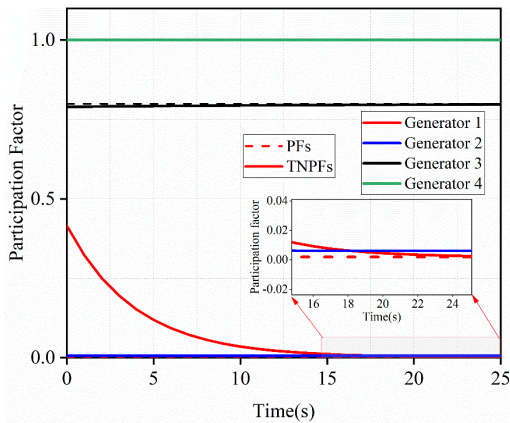 1.0
0.5
0.0
Participation Factor
PFs
TNPFs
Generator 1
Generator 2
Generator 3
Generator 4
0.04
0.02
0.00
-0.02
Participation factor
16 18 20 22 24
Time(s)
0 5 10 15 20 25
Time(s)